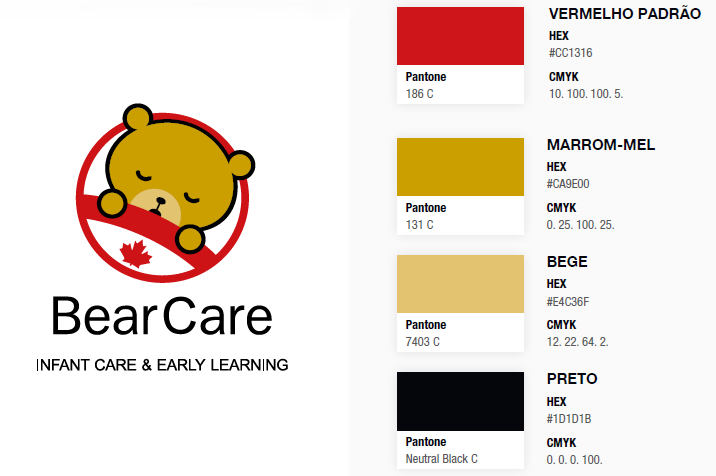 BearCare
INFANT CARE & EARLY LEARNING
VERMELHO PADRÃO
HEX
#CC1316
Pantone
186 C
CMYK
10. 100. 100. 5.
MARROM-MEL
HEX
#CA9E00
Pantone
131 C
CMYK
0. 25. 100. 25.
BEGE
HEX
#E4C36F
Pantone
7403 C
CMYK
12. 22. 64. 2.
PRETO
HEX
#1D1D1B
Pantone
Neutral Black C
CMYK
0. 0. 0. 100.